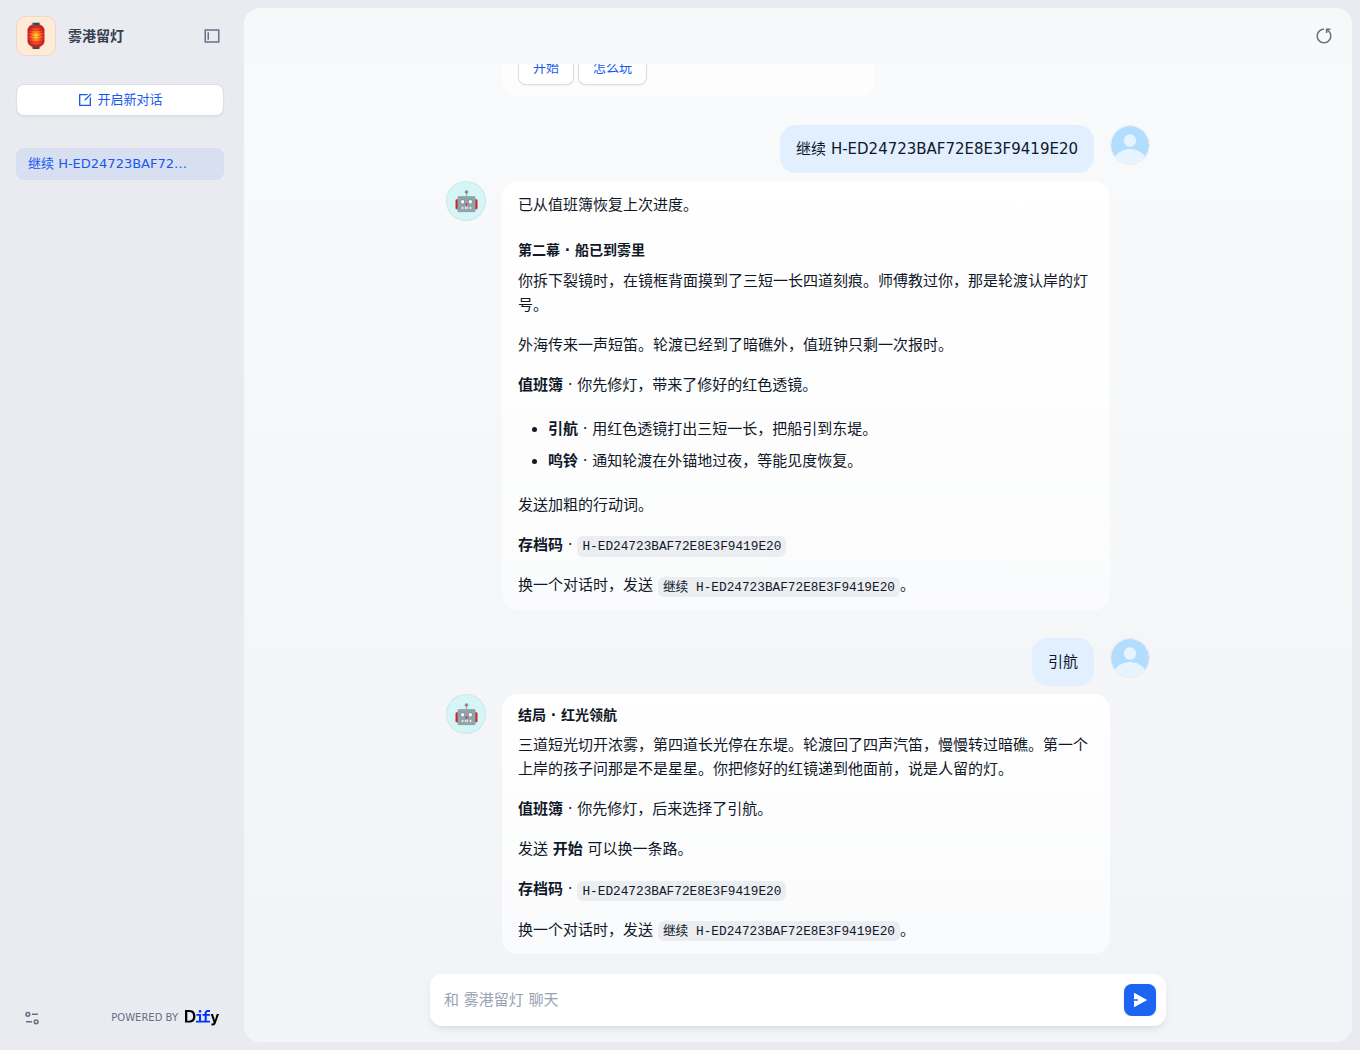 雾港留灯
开启新对话
继续 H-ED24723BAF72...
开始 怎么玩
继续 H-ED24723BAF72E8E3F9419E20
已从值班簿恢复上次进度。
第二幕 · 船已到雾里
你拆下裂镜时，在镜框背面摸到了三短一长四道刻痕。师傅教过你，那是轮渡认岸的灯
号。
外海传来一声短笛。轮渡已经到了暗礁外，值班钟只剩一次报时。
值班簿 · 你先修灯，带来了修好的红色透镜。
• 引航 · 用红色透镜打出三短一长，把船引到东堤。
• 鸣铃 · 通知轮渡在外锚地过夜，等能见度恢复。
发送加粗的行动词。
存档码 · H-ED24723BAF72E8E3F9419E20
换一个对话时，发送 继续 H-ED24723BAF72E8E3F9419E20。
引航
结局 · 红光领航
三道短光切开浓雾，第四道长光停在东堤。轮渡回了四声汽笛，慢慢转过暗礁。第一个
上岸的孩子问那是不是星星。你把修好的红镜递到他面前，说是人留的灯。
值班簿 · 你先修灯，后来选择了引航。
发送 开始 可以换一条路。
存档码 · H-ED24723BAF72E8E3F9419E20
换一个对话时，发送 继续 H-ED24723BAF72E8E3F9419E20。
和 雾港留灯 聊天
POWERED BY Dify